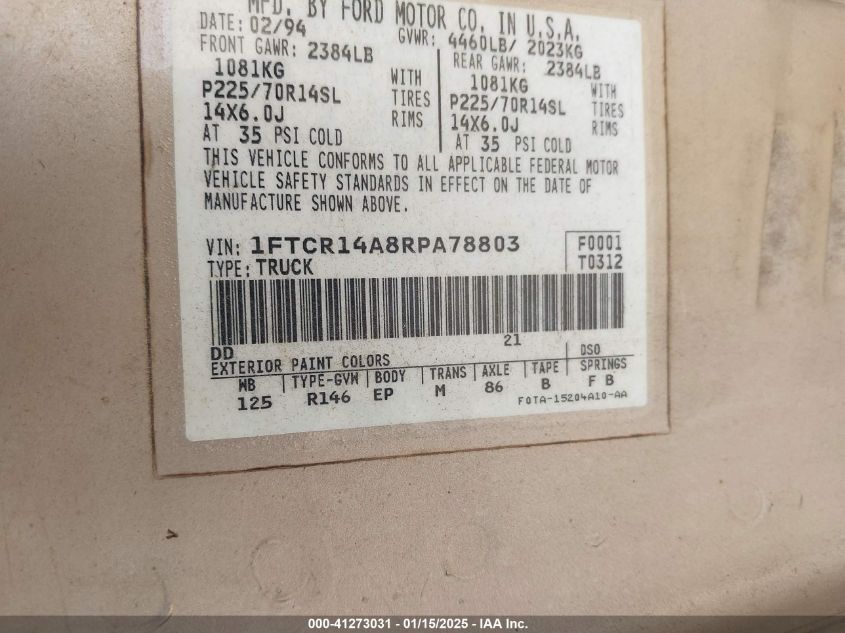 MFD. BY FORD MOTOR CO. IN U.S.A.
DATE: 02/94 GVWR: 4460LB/ 2023KG
FRONT GAWR: 2384LB REAR GAWR: 2384LB
1081KG WITH 1081KG WITH
P225/70R14SL TIRES P225/70R14SL TIRES
14X6.0J RIMS 14X6.0J RIMS
AT 35 PSI COLD AT 35 PSI COLD
THIS VEHICLE CONFORMS TO ALL APPLICABLE FEDERAL MOTOR
VEHICLE SAFETY STANDARDS IN EFFECT ON THE DATE OF
MANUFACTURE SHOWN ABOVE.
VIN: 1FTCR14A8RPA78803 F0001
TYPE: TRUCK T0312
21
DD
EXTERIOR PAINT COLORS DSO
WB TYPE-GVW BODY TRANS AXLE TAPE SPRINGS
125 R146 EP M 86 B F B
F0TA-15204A10-AA
000-41273031 - 01/15/2025 - IAA Inc.